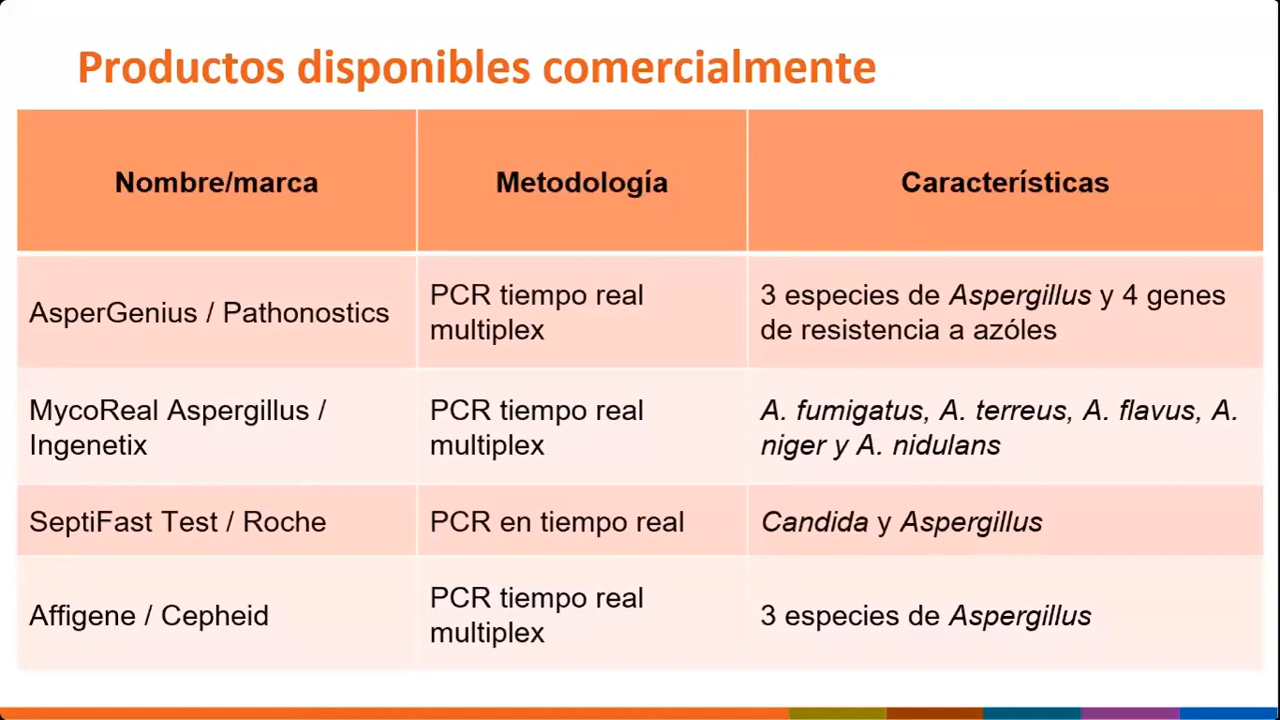 Productos disponibles comercialmente
Nombre/marca
Metodología
Características
AsperGenius / Pathonostics
PCR tiempo real
multiplex
3 especies de Aspergillus y 4 genes
de resistencia a azóles
MycoReal Aspergillus /
Ingenetix
PCR tiempo real
multiplex
A. fumigatus, A. terreus, A. flavus, A.
niger y A. nidulans
SeptiFast Test / Roche
PCR en tiempo real
Candida y Aspergillus
Affigene / Cepheid
PCR tiempo real
multiplex
3 especies de Aspergillus